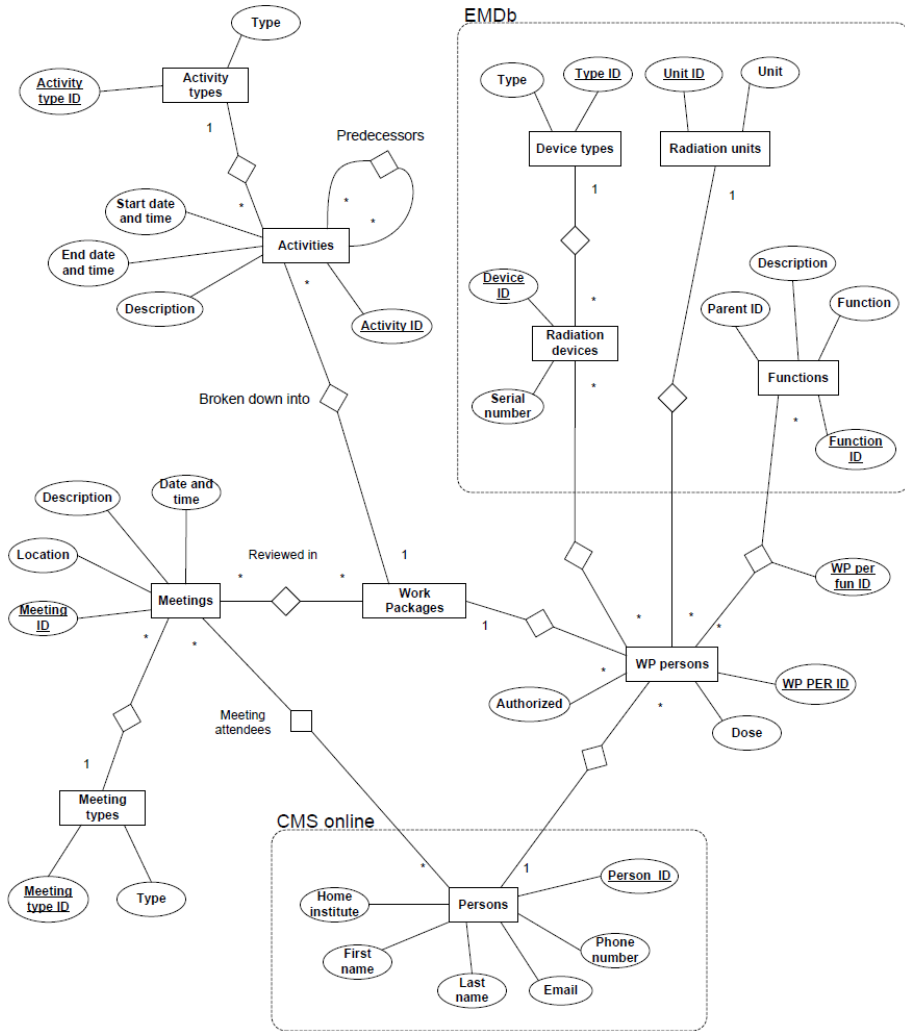 EMDb
Type
Activity
type ID
Activity
types
1
*
Predecessors
*
*
Start date
and time
End date
and time
Description
Activities
*
Activity ID
Type
Type ID
Unit ID
Unit
Device types
Radiation units
1
1
Device
ID
*
Radiation
devices
*
Serial
number
Description
Parent ID
Function
Functions
*
Function
ID
Broken down into
1
Description
Date and
time
Location
Meeting
ID
Meetings
*
Reviewed in
*
Work
Packages
1
*
*
WP per
fun ID
*
*
*
*
WP persons
*
WP PER ID
Authorized
Dose
Meeting
attendees
1
Meeting
types
Meeting
type ID
Type
CMS online
*
1
Person_ID
Home
institute
Persons
First
name
Last
name
Email
Phone
number